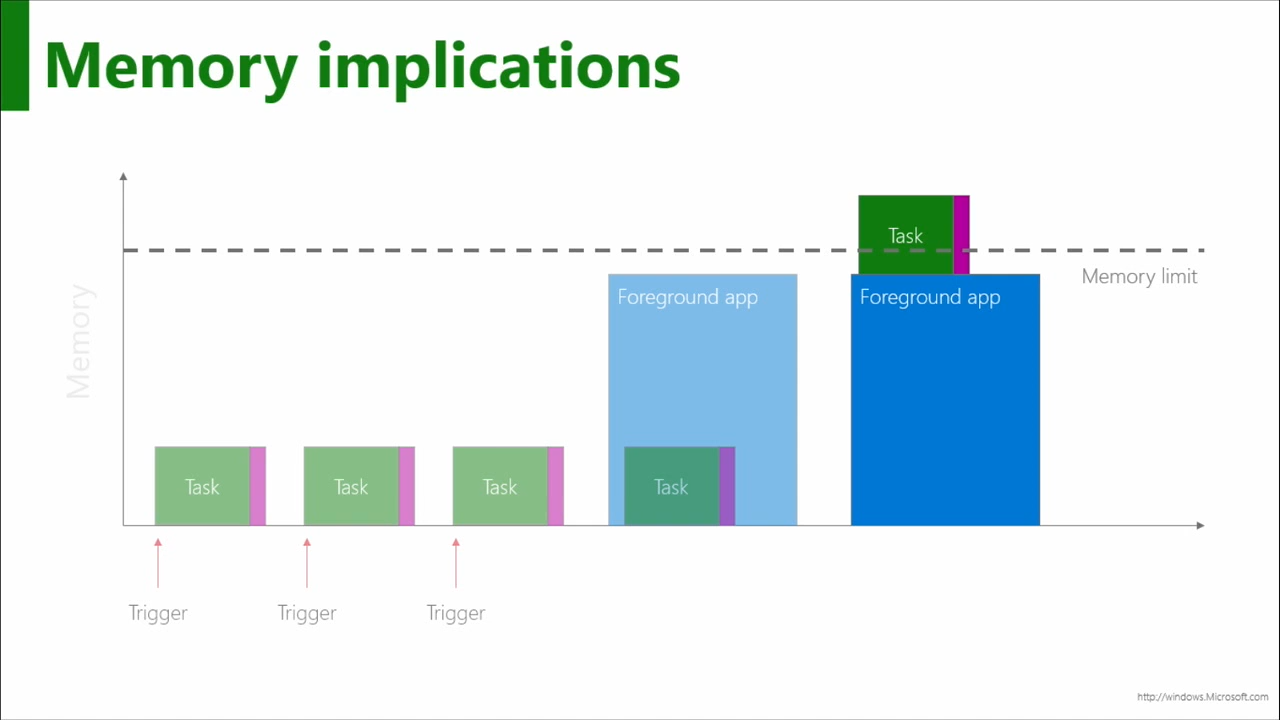 Memory implications
Memory
Task
Memory limit
Foreground app
Foreground app
Task
Task
Task
Task
Trigger
Trigger
Trigger
http://windows.Microsoft.com